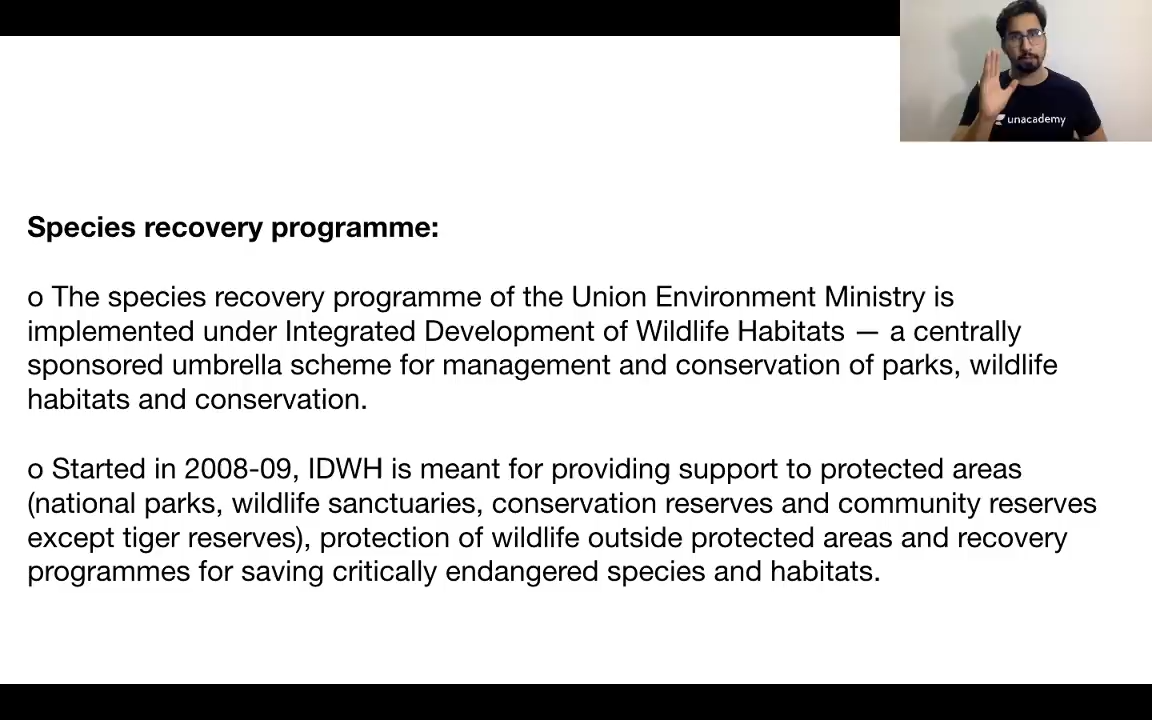 unacademy
Species recovery programme:
o The species recovery programme of the Union Environment Ministry is
implemented under Integrated Development of Wildlife Habitats — a centrally
sponsored umbrella scheme for management and conservation of parks, wildlife
habitats and conservation.
o Started in 2008-09, IDWH is meant for providing support to protected areas
(national parks, wildlife sanctuaries, conservation reserves and community reserves
except tiger reserves), protection of wildlife outside protected areas and recovery
programmes for saving critically endangered species and habitats.